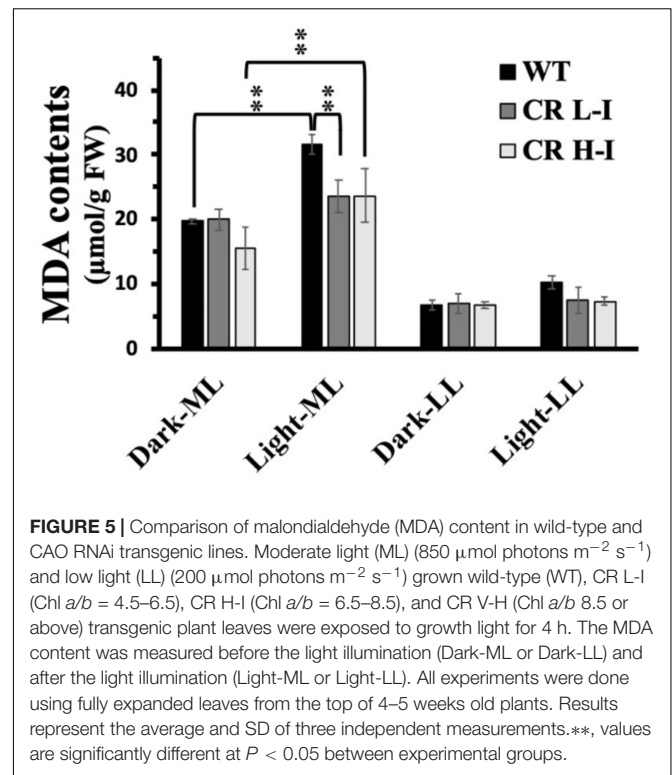 **
**
**
40
30
20
10
0
MDA contents
(μmol/g FW)
WT
CR L-I
CR H-I
Dark-ML
Light-ML
Dark-LL
Light-LL
FIGURE 5 | Comparison of malondialdehyde (MDA) content in wild-type and
CAO RNAi transgenic lines. Moderate light (ML) (850 μmol photons m⁻² s⁻¹)
and low light (LL) (200 μmol photons m⁻² s⁻¹) grown wild-type (WT), CR L-I
(Chl a/b = 4.5–6.5), CR H-I (Chl a/b = 6.5–8.5), and CR V-H (Chl a/b 8.5 or
above) transgenic plant leaves were exposed to growth light for 4 h. The MDA
content was measured before the light illumination (Dark-ML or Dark-LL) and
after the light illumination (Light-ML or Light-LL). All experiments were done
using fully expanded leaves from the top of 4–5 weeks old plants. Results
represent the average and SD of three independent measurements.**, values
are significantly different at P < 0.05 between experimental groups.